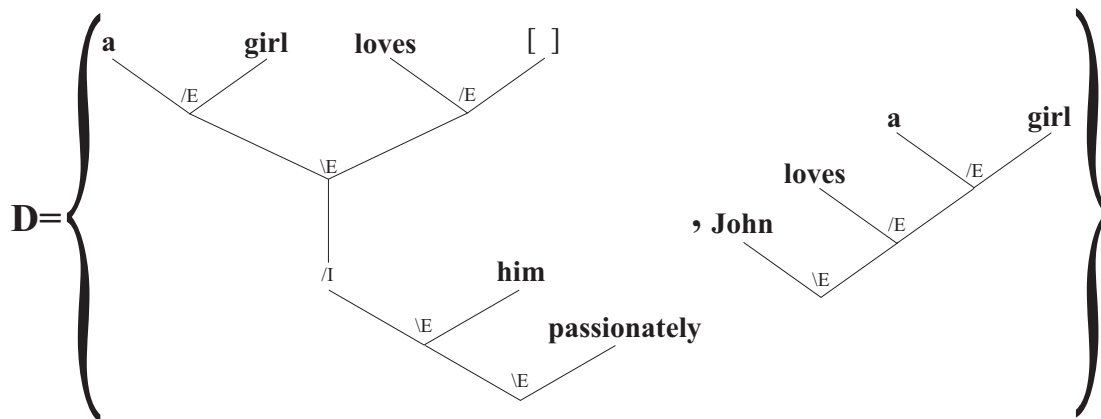 a girl loves [ ]
/E /E
a girl
\E /E
loves
D= /E
, John
/I him \E
\E passionately
\E